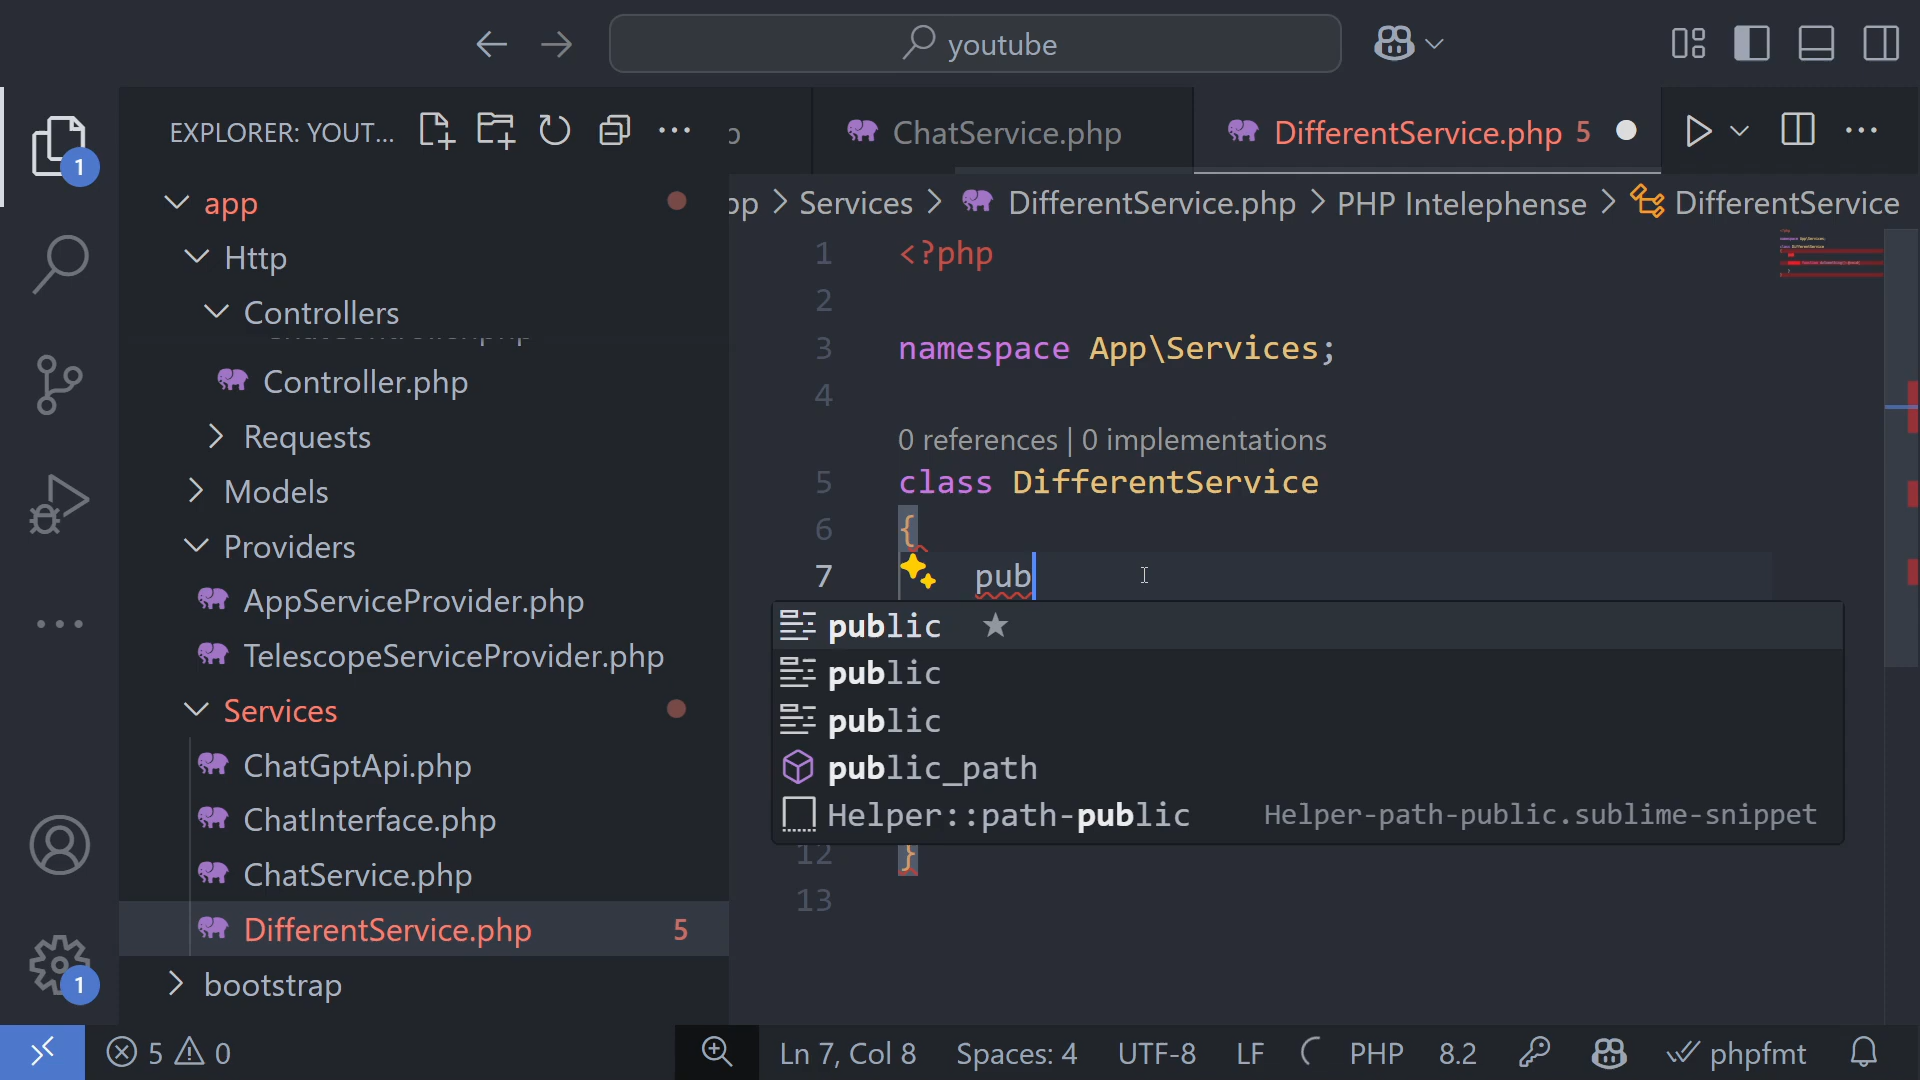 youtube
1
EXPLORER: YOUT...
p
ChatService.php
DifferentService.php 5
app
Http
Controllers
Controller.php
Requests
Models
Providers
AppServiceProvider.php
TelescopeServiceProvider.php
Services
ChatGptApi.php
ChatInterface.php
ChatService.php
DifferentService.php 5
bootstrap
1
pp > Services > DifferentService.php > PHP Intelephense > DifferentService
1 <?php
2
3 namespace App\Services;
4
0 references | 0 implementations
5 class DifferentService
6 {
7 pub
public ★
public
public
public_path
Helper::path-public Helper-path-public.sublime-snippet
12 }
13
5 0
Ln 7, Col 8 Spaces: 4 UTF-8 LF PHP 8.2 phpfmt